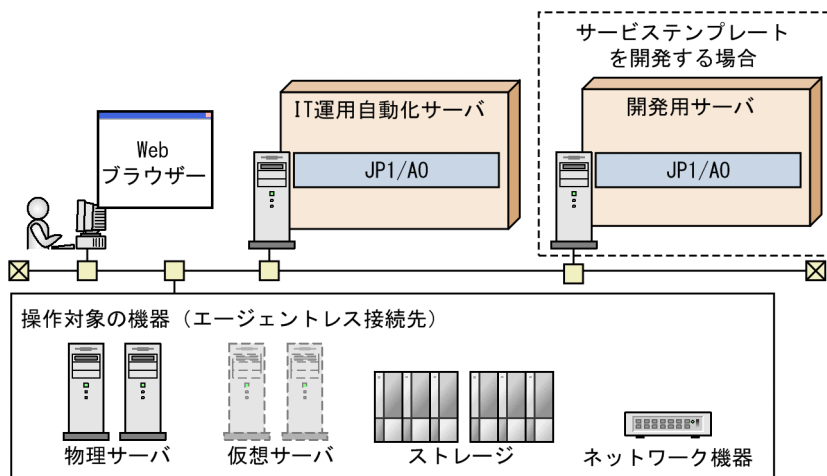 サービステンプレート
を開発する場合
IT運用自動化サーバ
開発用サーバ
Web
ブラウザー
JP1/AO
JP1/AO
操作対象の機器（エージェントレス接続先）
物理サーバ
仮想サーバ
ストレージ
ネットワーク機器